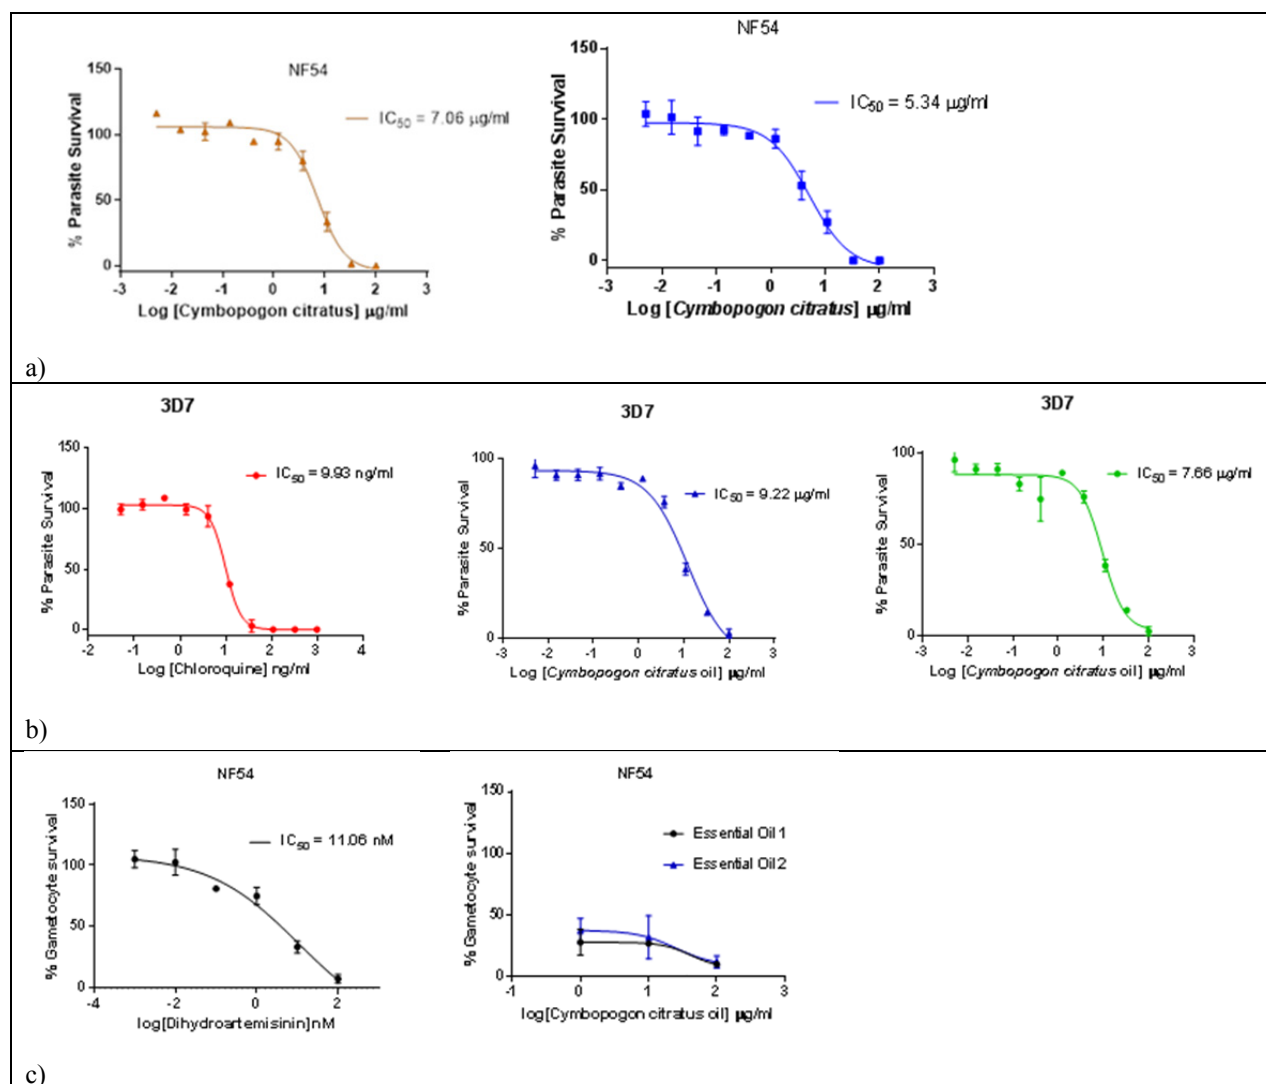 NF54
150
100
50
0
% Parasite Survival
IC50 = 7.06 µg/ml
-3 -2 -1 0 1 2 3
Log [Cymbopogon citratus] µg/ml
NF54
150
100
50
0
% Parasite Survival
IC50 = 5.34 µg/ml
-3 -2 -1 0 1 2 3
Log [Cymbopogon citratus] µg/ml
a)
3D7
150
100
50
0
% Parasite Survival
IC50 = 9.93 ng/ml
-2 -1 0 1 2 3 4
Log [Chloroquine] ng/ml
3D7
100
50
0
% Parasite Survival
IC50 = 9.22 µg/ml
-3 -2 -1 0 1 2 3
Log [Cymbopogon citratus oil] µg/ml
3D7
100
50
0
% Parasite Survival
IC50 = 7.66 µg/ml
-3 -2 -1 0 1 2 3
Log [Cymbopogon citratus oil] µg/ml
b)
NF54
150
100
50
0
% Gametocyte survival
IC50 = 11.06 nM
-4 -2 0 2
log[Dihydroartemisinin]nM
NF54
150
100
50
0
% Gametocyte survival
Essential Oil 1
Essential Oil 2
-1 0 1 2 3
log[Cymbopogon citratus oil] µg/ml
c)